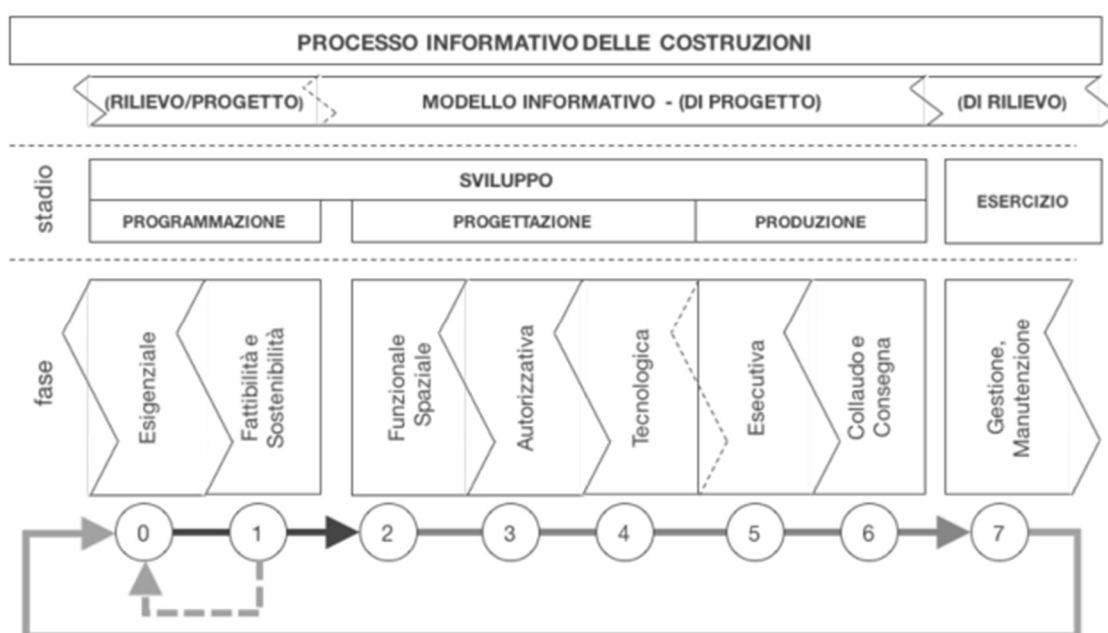 PROCESSO INFORMATIVO DELLE COSTRUZIONI
(RILIEVO/PROGETTO)
MODELLO INFORMATIVO - (DI PROGETTO)
(DI RILIEVO)
stadio
SVILUPPO
ESERCIZIO
PROGRAMMAZIONE
PROGETTAZIONE
PRODUZIONE
fase
Esigenziale
Fattibilità e
Sostenibilità
Funzionale
Spaziale
Autorizzativa
Tecnologica
Esecutiva
Collaudo e
Consegna
Gestione,
Manutenzione
0
1
2
3
4
5
6
7